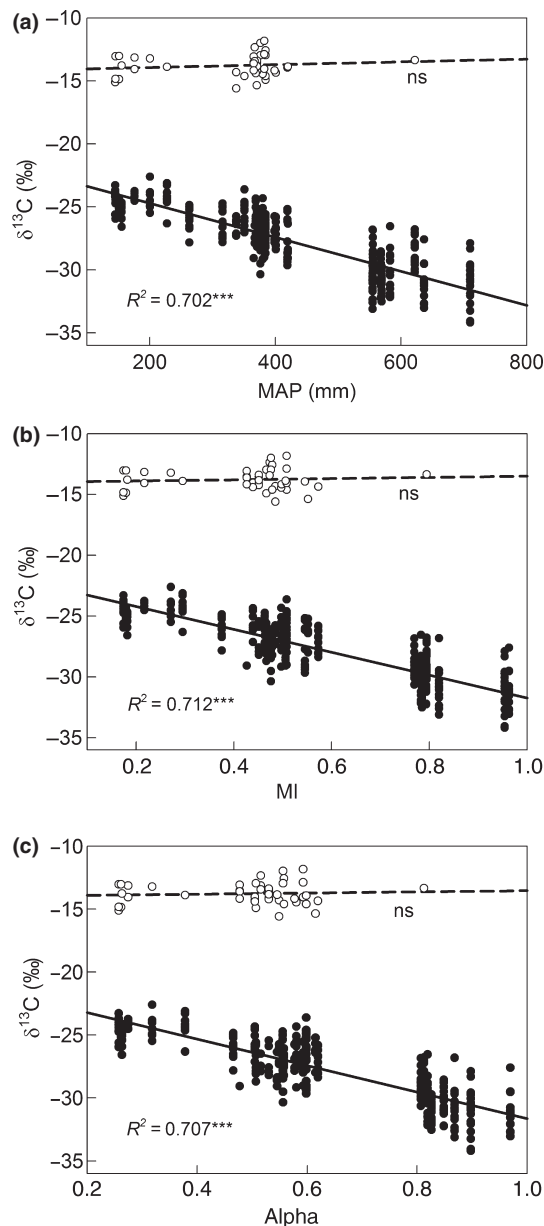 (a)
−10
−15
−20
−25
−30
−35
δ13C (‰)
ns
R2 = 0.702***
200 400 600 800
MAP (mm)
(b)
−10
−15
−20
−25
−30
−35
δ13C (‰)
ns
R2 = 0.712***
0.2 0.4 0.6 0.8 1.0
MI
(c)
−10
−15
−20
−25
−30
−35
δ13C (‰)
ns
R2 = 0.707***
0.2 0.4 0.6 0.8 1.0
Alpha